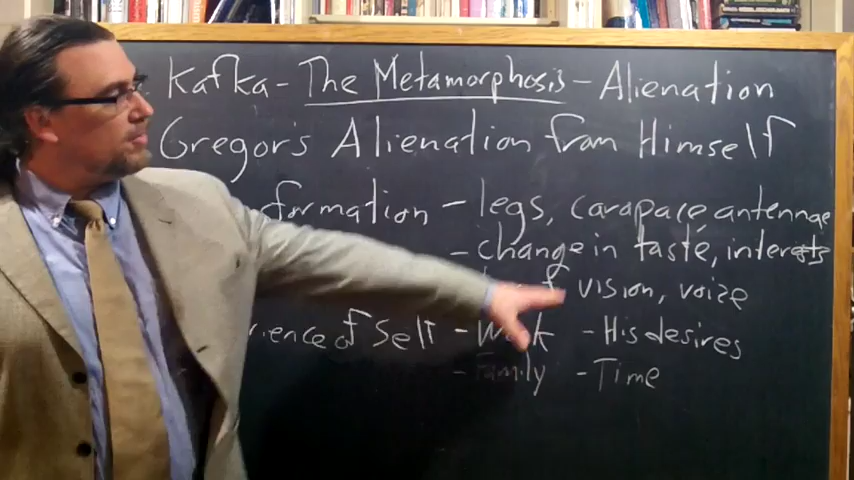 Kafka - The Metamorphosis - Alienation
Gregor's Alienation from Himself
formation - legs, carapace, antennae
- change in taste, interests
of vision, voice
rience of Self - Work - His desires
- Family - Time